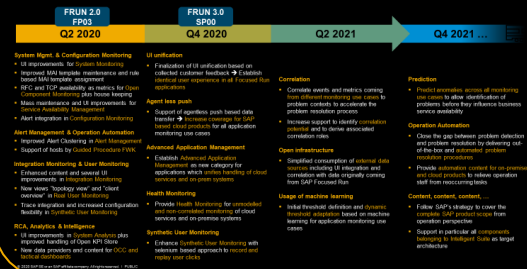 FRUN 2.0
FP03
FRUN 3.0
SP00
Q2 2020
Q4 2020
Q2 2021
Q4 2021 ...
System Mgmt. & Configuration Monitoring
UI improvements for System Monitoring
Improved MAI template maintenance and rule
based MAI template assignment
RFC and TCP availability as metrics for Open
Component Monitoring plus house keeping
Mass maintenance and UI improvements for
Service Availability Management
Alert integration in Configuration Monitoring
Alert Management & Operation Automation
Improved Alert Clustering in Alert Management
Support of hosts by Guided Procedure FWK
Integration Monitoring & User Monitoring
Enhanced content and several UI
improvements in Integration Monitoring
New views "topology view" and "client
overview" in Real User Monitoring
Trace integration and increased configuration
flexibility in Synthetic User Monitoring
RCA, Analytics & Intelligence
UI improvements in System Analysis plus
improved handling of Open KPI Store
New data providers and content for OCC and
tactical dashboards
UI unification
Finalization of UI unification based on
collected customer feedback ➔ Establish
identical user experience in all Focused Run
applications
Agent less push
Support of agentless push based data
transfer ➔ Increase coverage for SAP
based cloud products for all application
monitoring use cases
Advanced Application Management
Establish Advanced Application
Management as new category for
applications which unifies handling of cloud
services and on prem systems
Health Monitoring
Provide Health Monitoring for unmodelled
and non-correlated monitoring of cloud
services and on-premise systems
Synthetic User Monitoring
Enhance Synthetic User Monitoring with
selenium based approach to record and
replay user clicks
Correlation
Correlate events and metrics coming
from different monitoring use cases to
problem contexts to accelerate the
problem resolution process
Increase support to identify correlation
potential and to derive associated
correlation rules
Open infrastructure
Simplified consumption of external data
sources including UI integration and
correlation with data originally coming
from SAP Focused Run
Usage of machine learning
Initial threshold definition and dynamic
threshold adaptation based on machine
learning for application monitoring use
cases
Prediction
Predict anomalies across all monitoring
use cases to allow identification of
problems before they influence business
service availability
Operation Automation
Close the gap between problem detection
and problem resolution by delivering out-
of-the-box and automated problem
resolution procedures
Provide automation content for on-premise
and cloud products to relieve operation
staff from reoccurring tasks
Content, content, content, ...
Follow SAP's strategy to cover the
complete SAP product scope from
operation perspective
Support in particular all components
belonging to Intelligent Suite as target
architecture
© 2020 SAP SE or an SAP affiliate company. All rights reserved. | PUBLIC